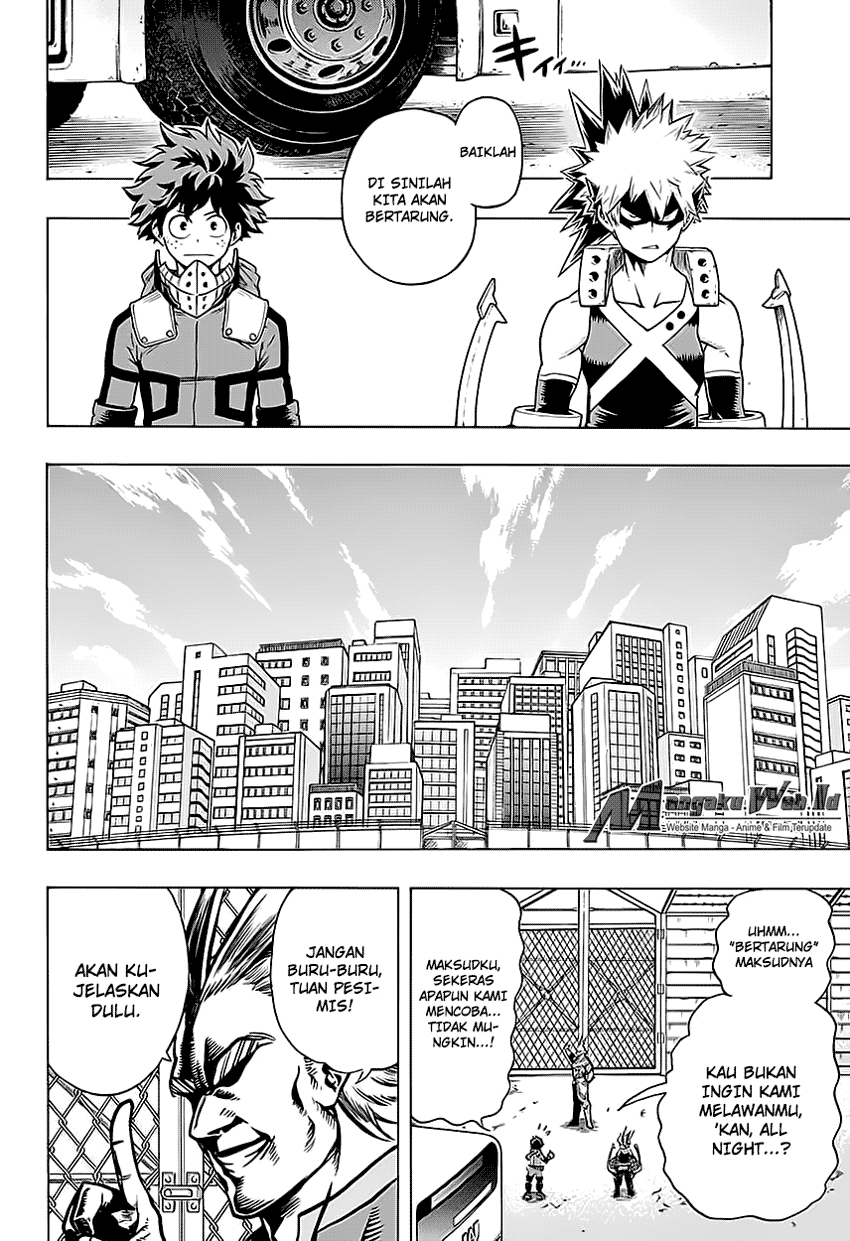 キィイィ…
BAIKLAH
DI SINILAH
KITA AKAN
BERTARUNG.
Mangaku.Web.Id
Website Manga - Anime & Film Terupdate
UHMM...
"BERTARUNG"
MAKSUDNYA
KAU BUKAN
INGIN KAMI
MELAWANMU,
'KAN, ALL
NIGHT...?
MAKSUDKU,
SEKERAS
APAPUN KAMI
MENCOBA...
TIDAK MU-
NGKIN...!
JANGAN
BURU-BURU,
TUAN PESI-
MIS!
AKAN KU-
JELASKAN
DULU.